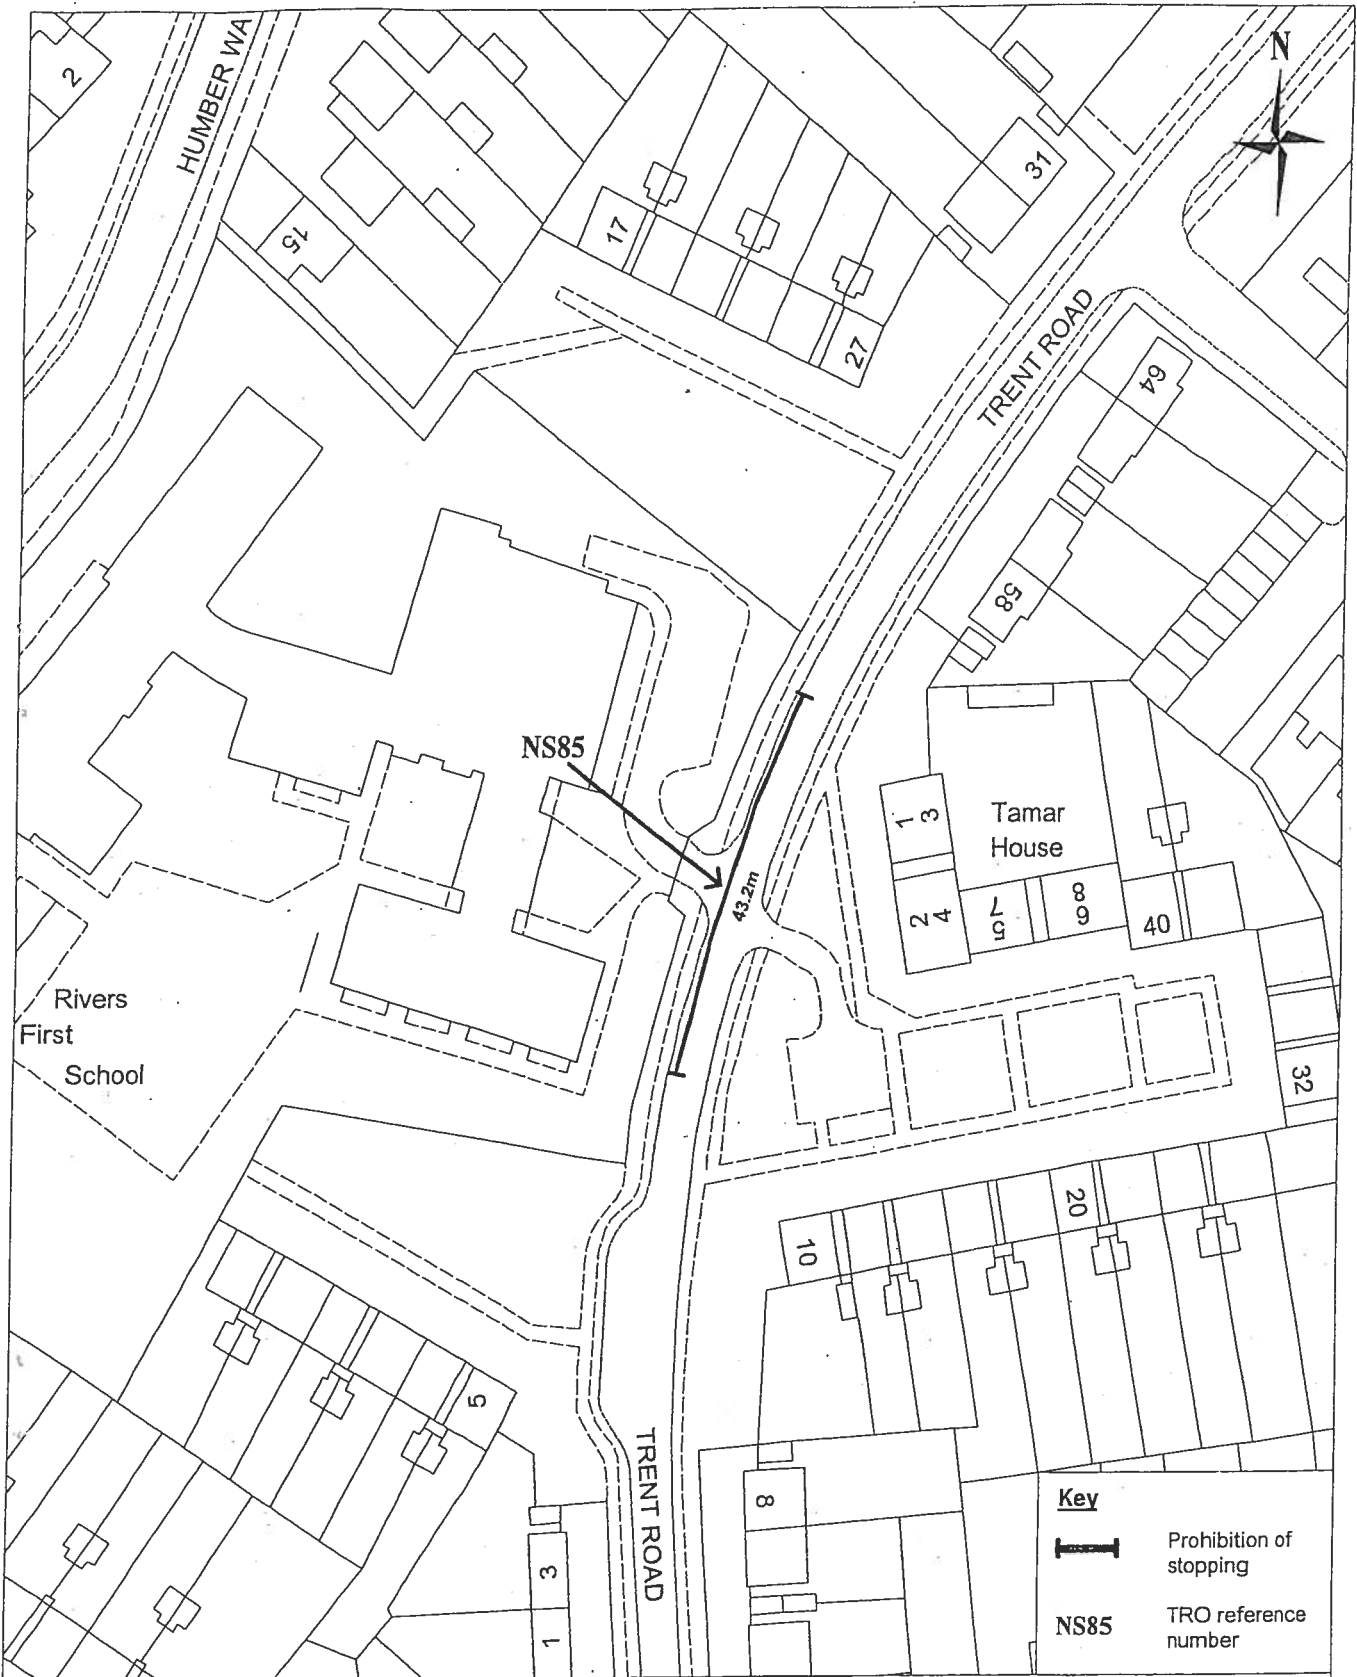 2
HUMBER WA
N
31
15
17
27
TRENT ROAD
64
58
NS85
43.2m
1
3
Tamar
House
2
4
5
7
6
8
40
Rivers
First
School
32
20
10
5
TRENT ROAD
8
3
1
Key
Prohibition of
stopping
NS85
TRO reference
number